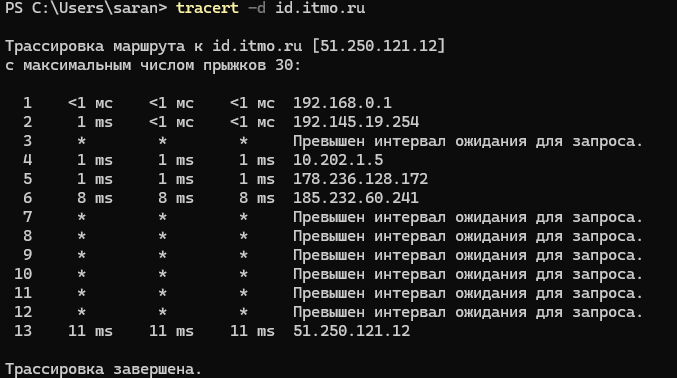 PS C:\Users\saran> tracert -d id.itmo.ru
Трассировка маршрута к id.itmo.ru [51.250.121.12]
с максимальным числом прыжков 30:
1 <1 мс <1 мс <1 мс 192.168.0.1
2 1 ms <1 мс <1 мс 192.145.19.254
3 * * * Превышен интервал ожидания для запроса.
4 1 ms 1 ms 1 ms 10.202.1.5
5 1 ms 1 ms 1 ms 178.236.128.172
6 8 ms 8 ms 8 ms 185.232.60.241
7 * * * Превышен интервал ожидания для запроса.
8 * * * Превышен интервал ожидания для запроса.
9 * * * Превышен интервал ожидания для запроса.
10 * * * Превышен интервал ожидания для запроса.
11 * * * Превышен интервал ожидания для запроса.
12 * * * Превышен интервал ожидания для запроса.
13 11 ms 11 ms 11 ms 51.250.121.12
Трассировка завершена.